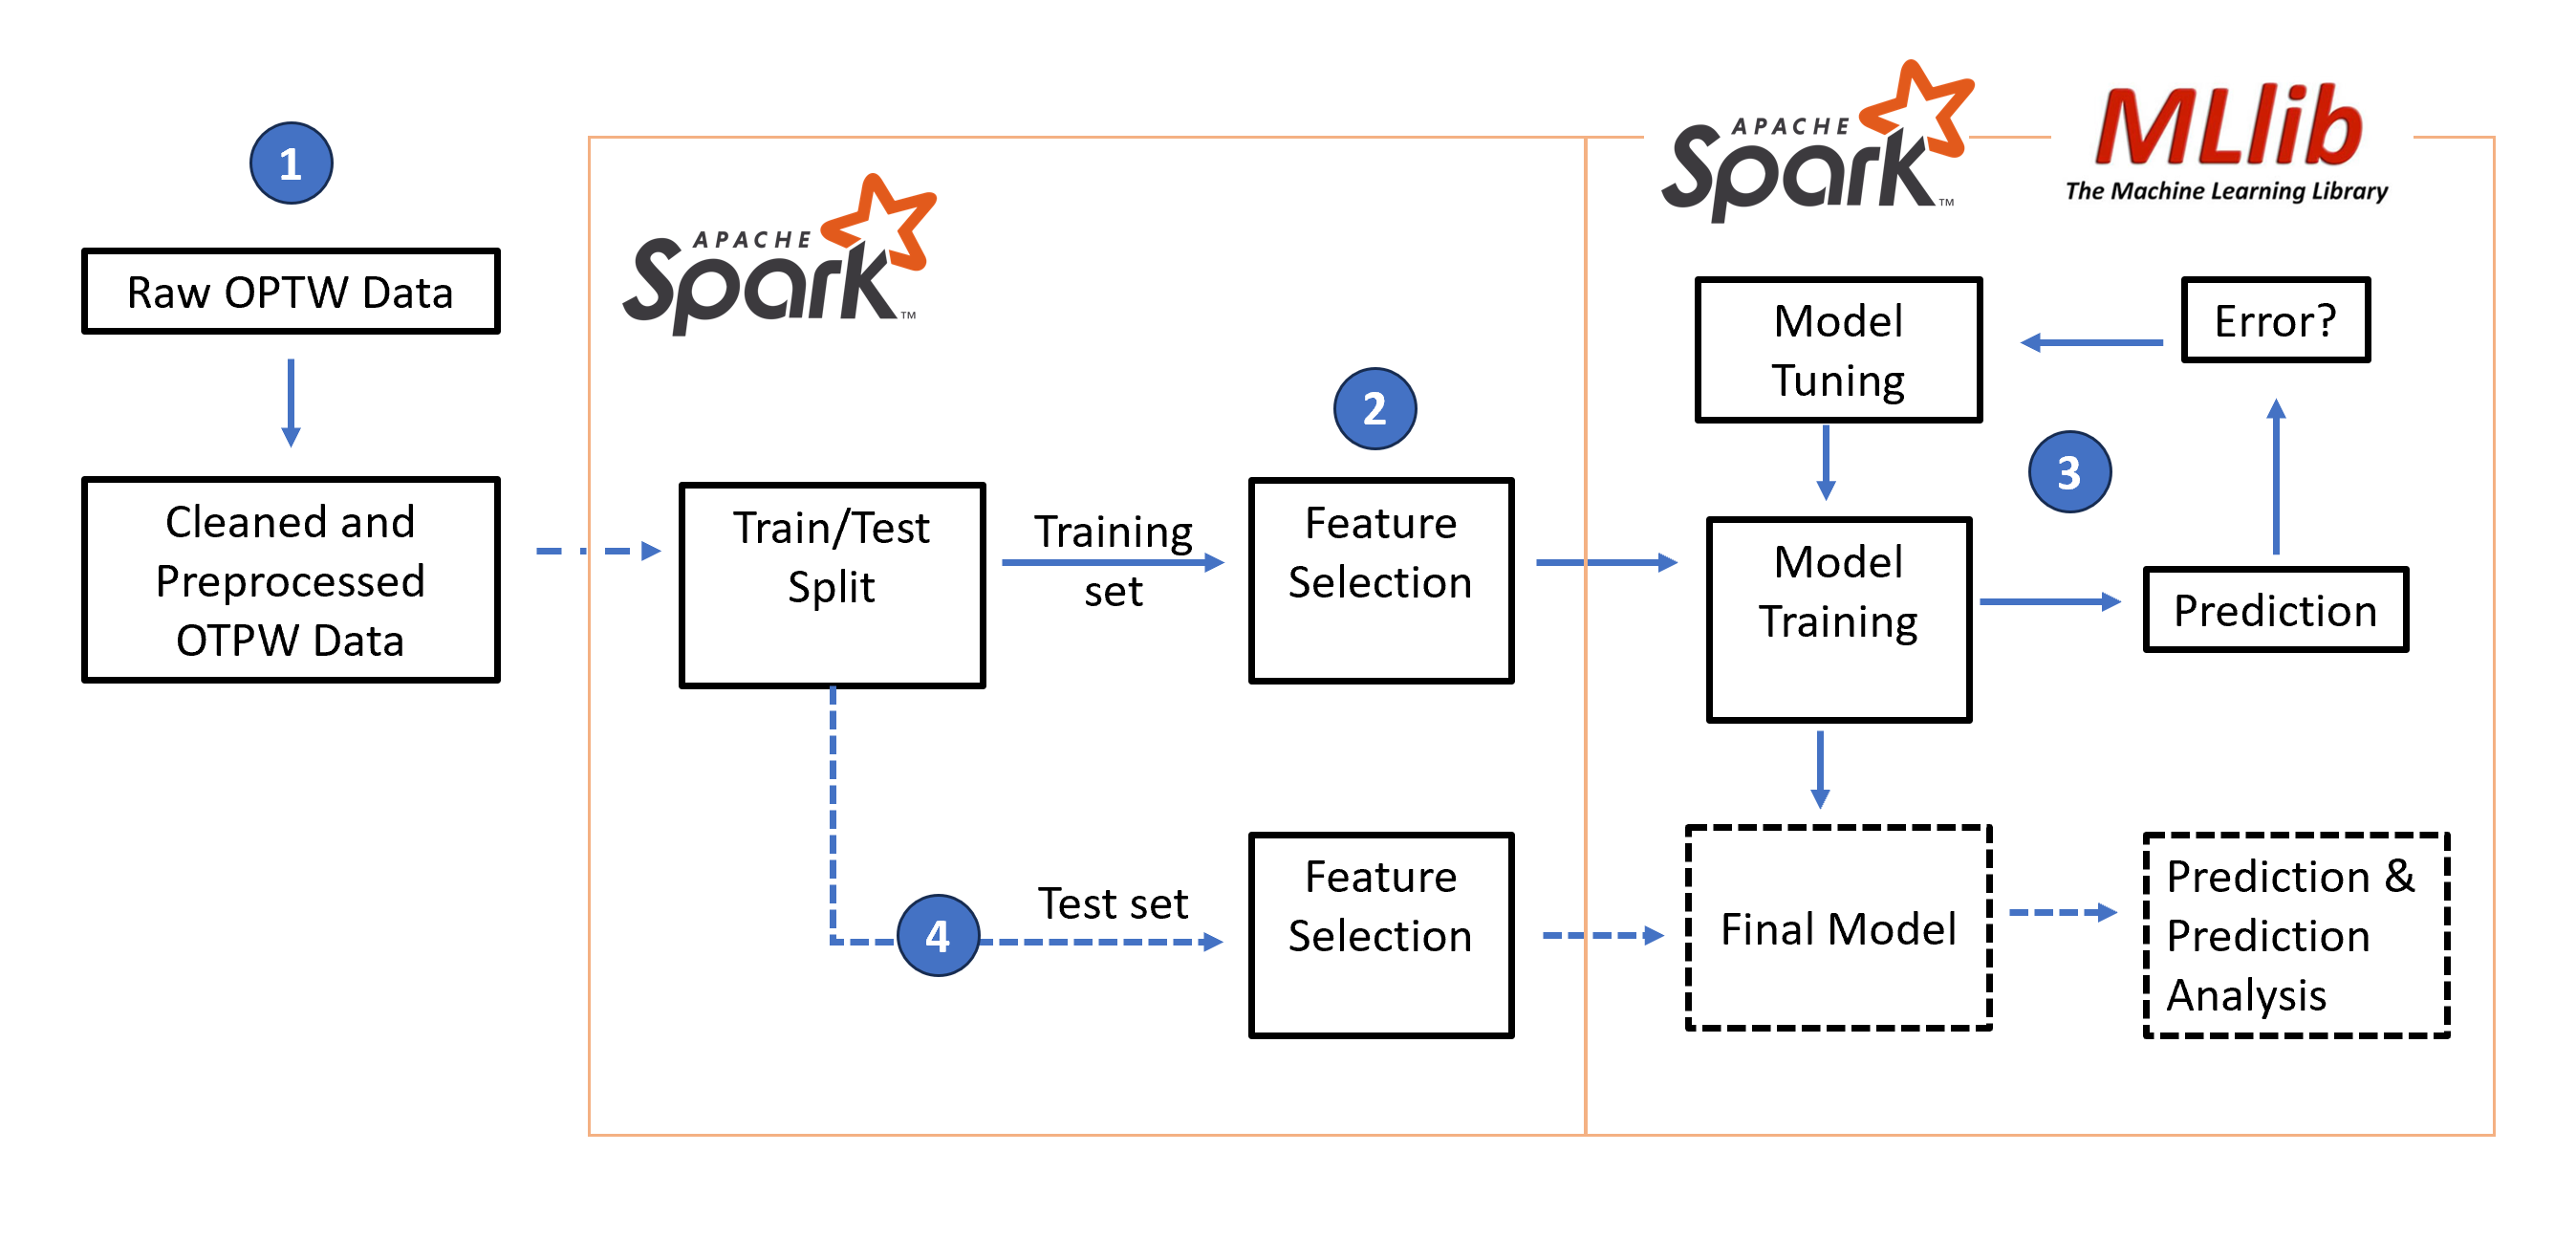 1
Raw OPTW Data
Cleaned and
Preprocessed
OTPW Data
APACHE
Spark™
Train/Test
Split
Training
set
2
Feature
Selection
4
Test set
Feature
Selection
APACHE
Spark™
MLlib
The Machine Learning Library
Model
Tuning
Error?
3
Model
Training
Prediction
Final Model
Prediction &
Prediction
Analysis